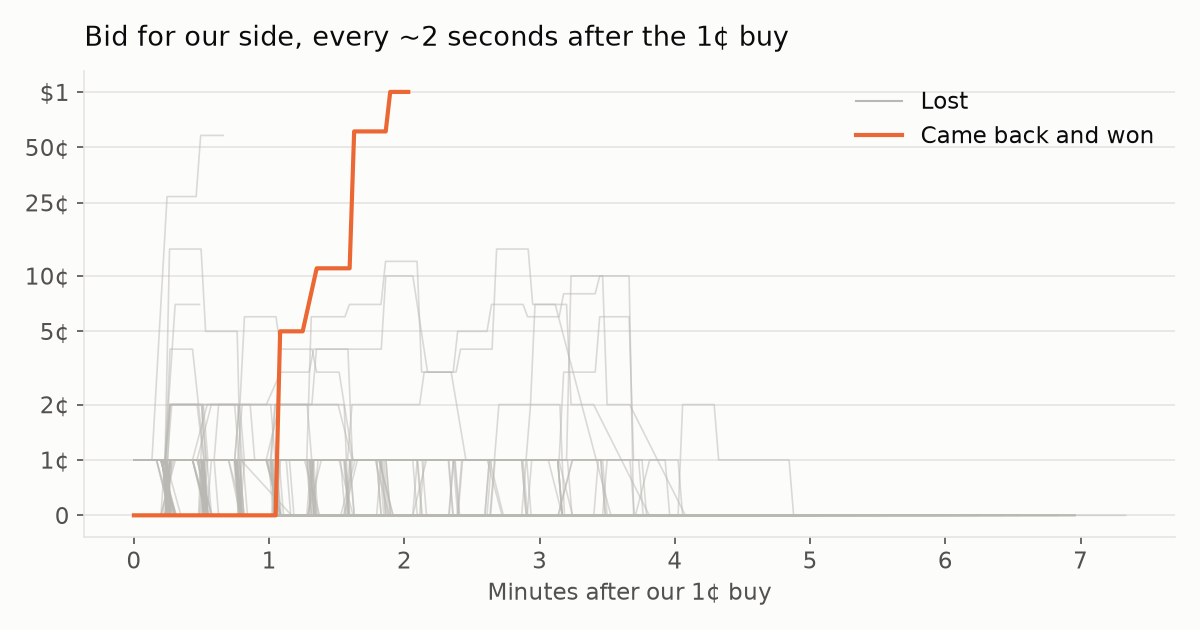 Bid for our side, every ~2 seconds after the 1¢ buy
$1
50¢
25¢
10¢
5¢
2¢
1¢
0
Lost
Came back and won
0 1 2 3 4 5 6 7
Minutes after our 1¢ buy